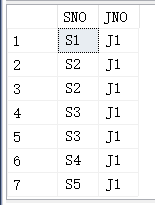 SNO JNO
1 S1 J1
2 S2 J1
3 S2 J1
4 S3 J1
5 S3 J1
6 S4 J1
7 S5 J1